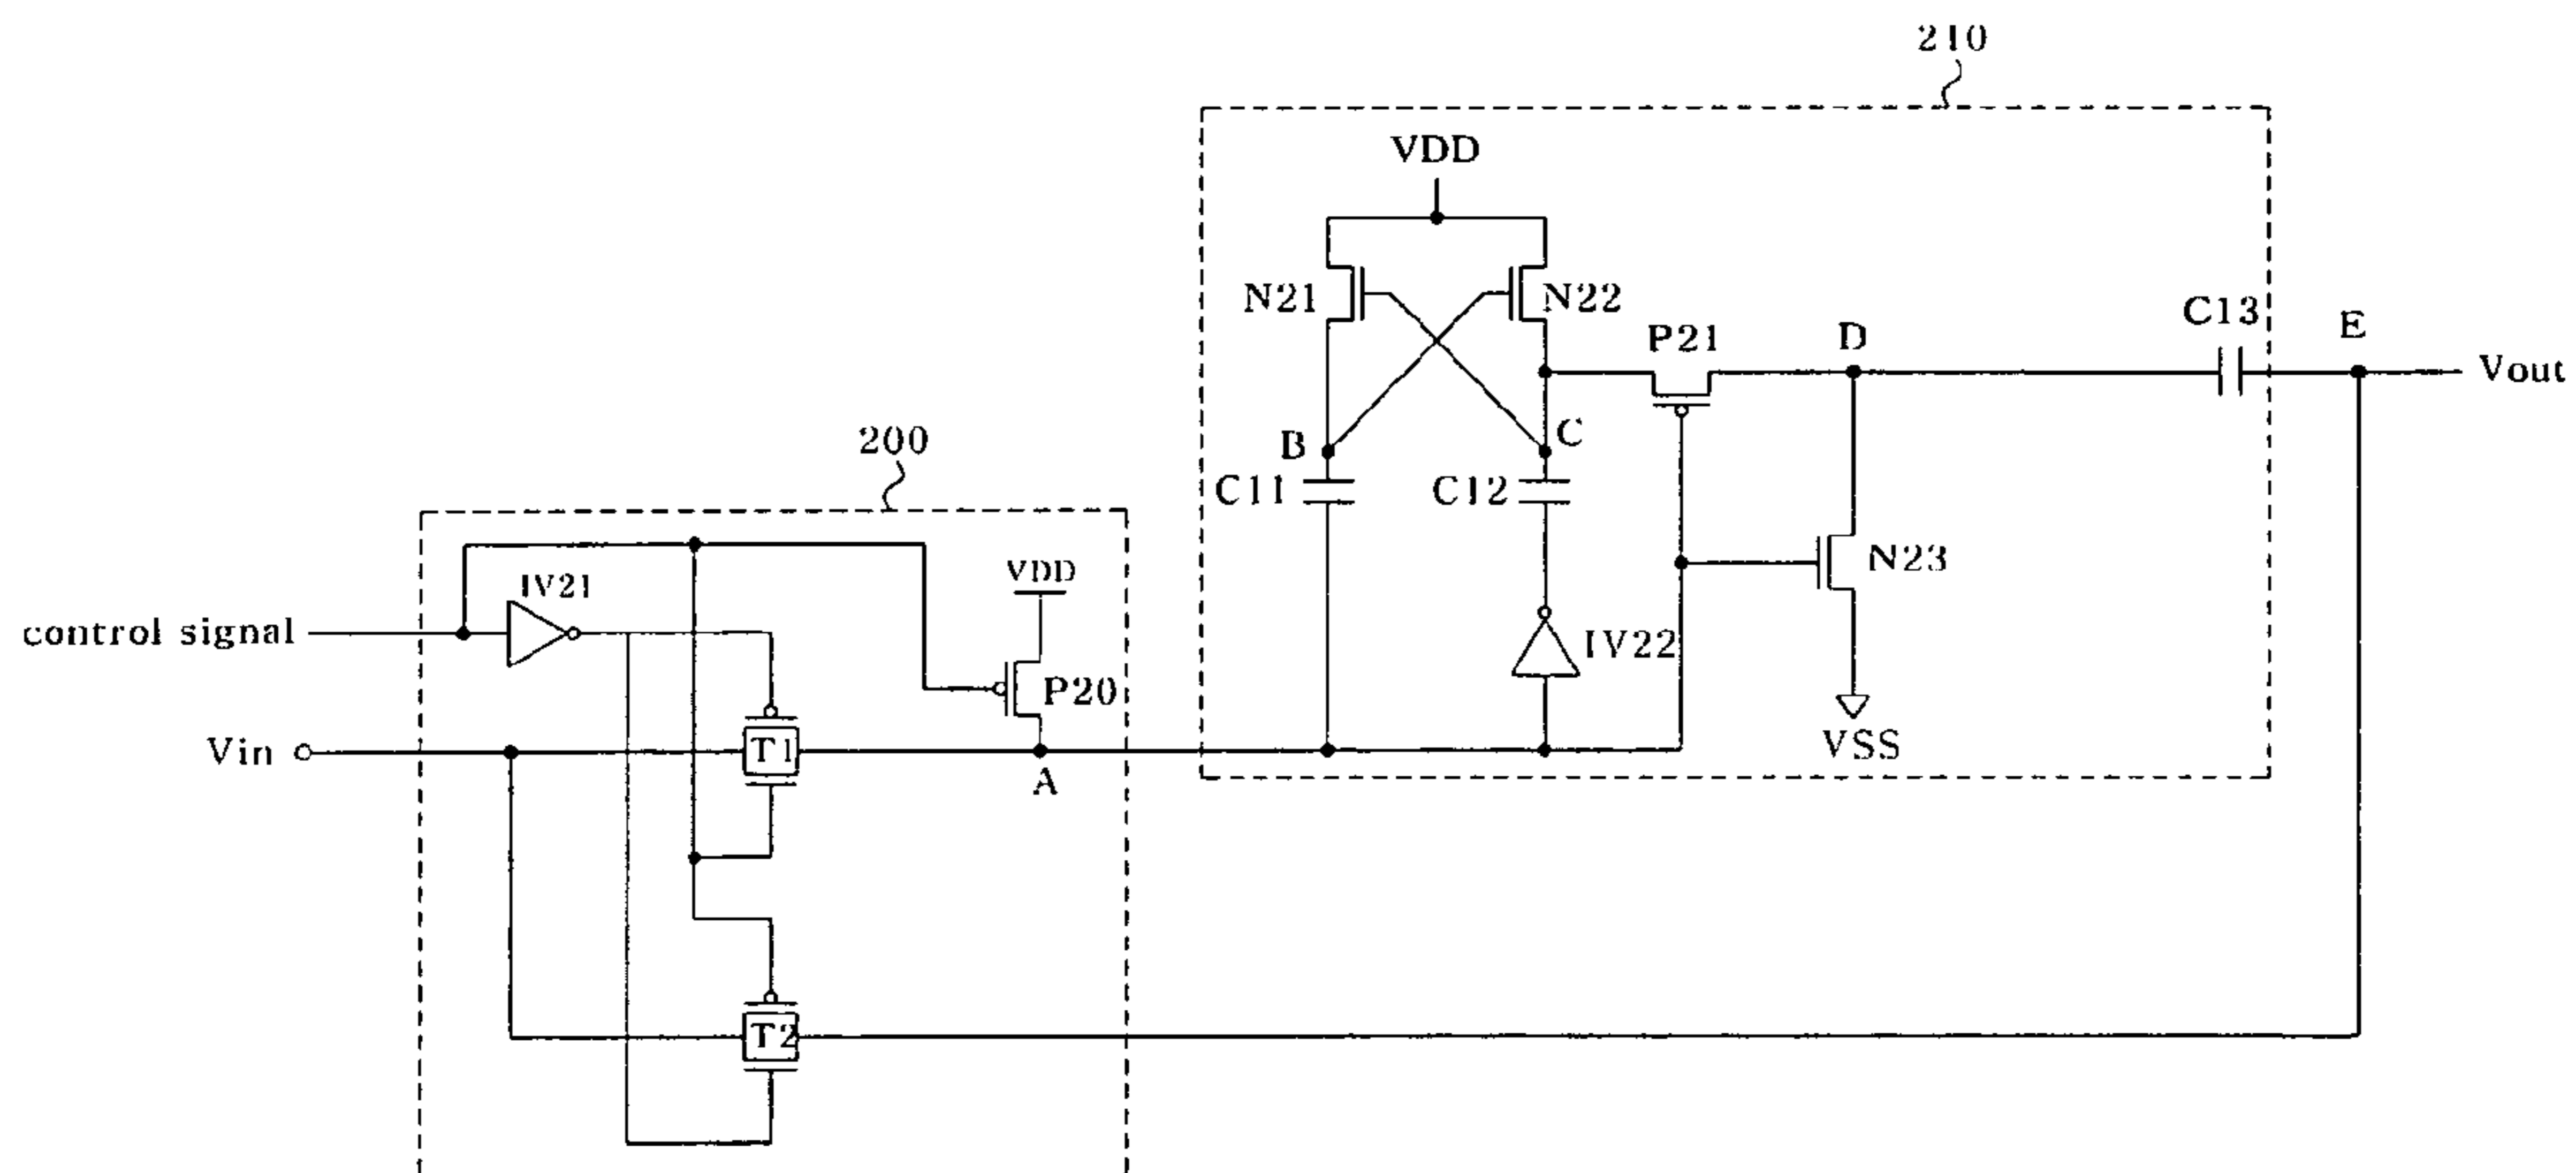 210
VDD
N21
N22
P21
D
C13
E
Vout
B
C
C11
C12
200
IV21
VDD
N23
control signal
IV22
P20
Vin
T1
A
VSS
T2